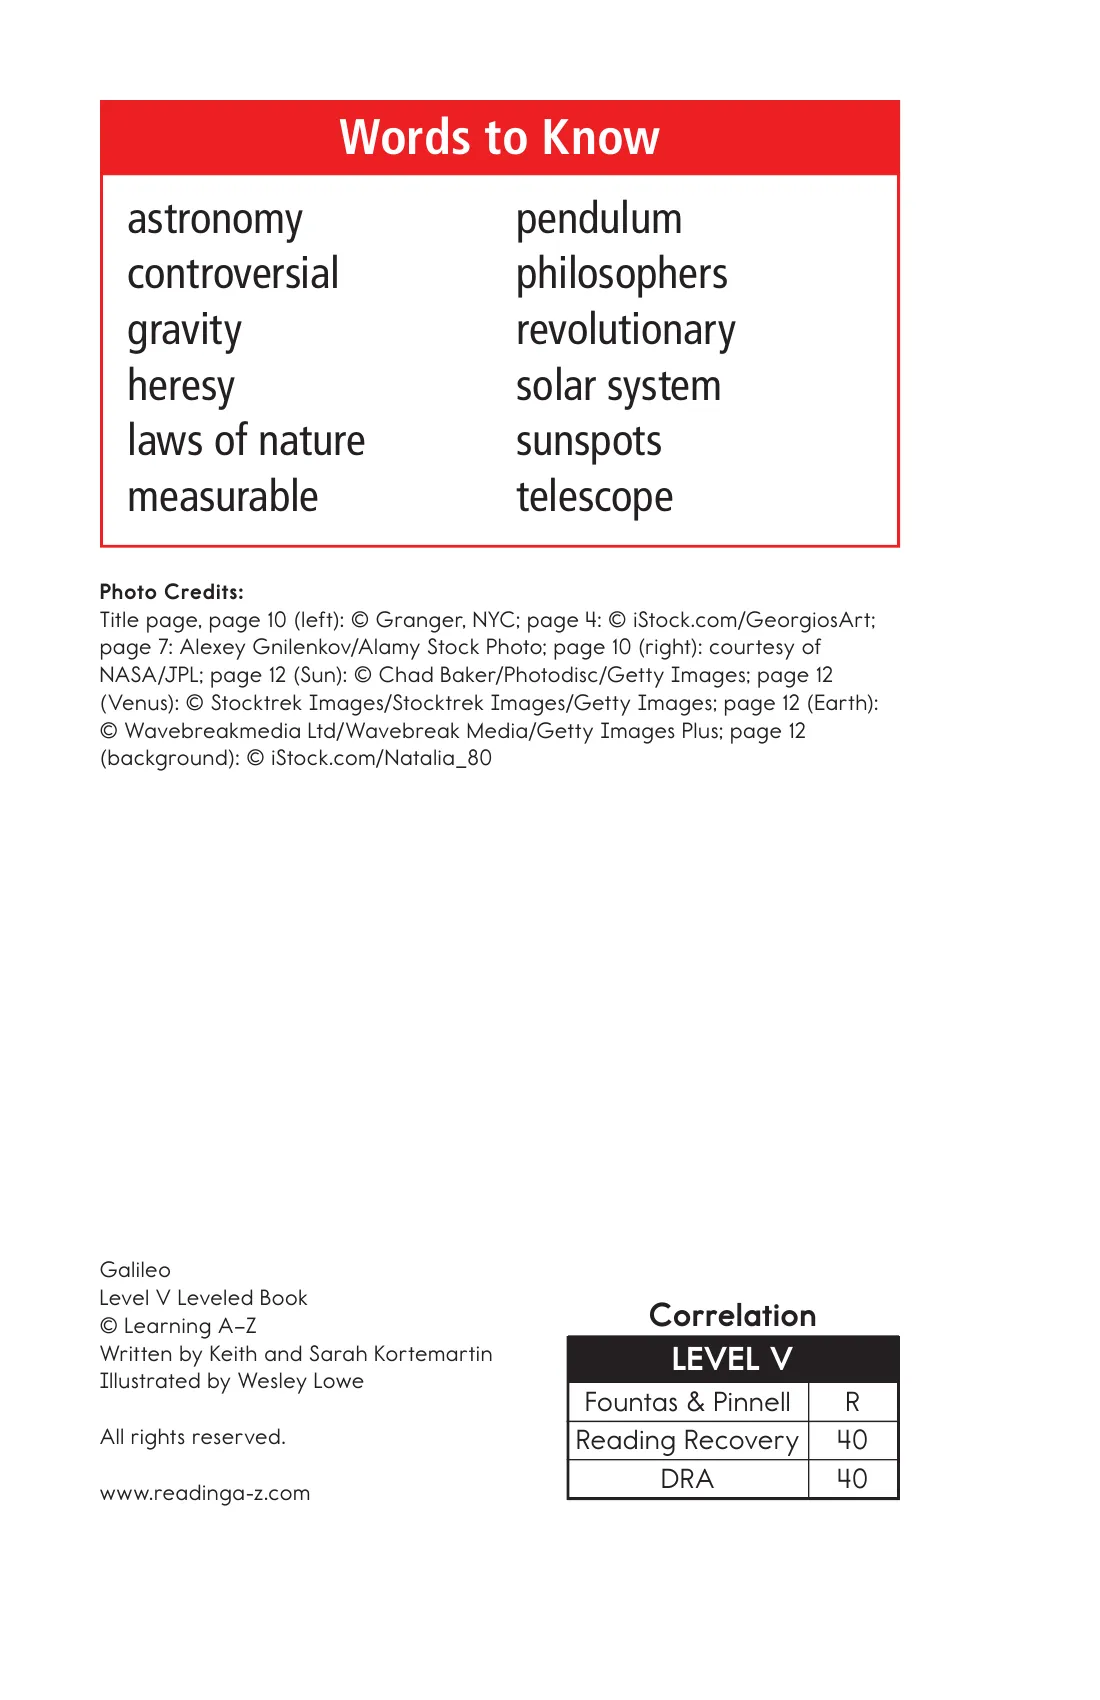 Words to Know
astronomy
controversial
gravity
heresy
laws of nature
measurable
pendulum
philosophers
revolutionary
solar system
sunspots
telescope
Photo Credits:
Title page, page 10 (left): © Granger, NYC; page 4: © iStock.com/GeorgiosArt;
page 7: Alexey Gnilenkov/Alamy Stock Photo; page 10 (right): courtesy of
NASA/JPL; page 12 (Sun): © Chad Baker/Photodisc/Getty Images; page 12
(Venus): © Stocktrek Images/Stocktrek Images/Getty Images; page 12 (Earth):
© Wavebreakmedia Ltd/Wavebreak Media/Getty Images Plus; page 12
(background): © iStock.com/Natalia_80
Galileo
Level V Leveled Book
© Learning A–Z
Written by Keith and Sarah Kortemartin
Illustrated by Wesley Lowe
All rights reserved.
www.readinga-z.com
Correlation
LEVEL V
Fountas & Pinnell R
Reading Recovery 40
DRA 40